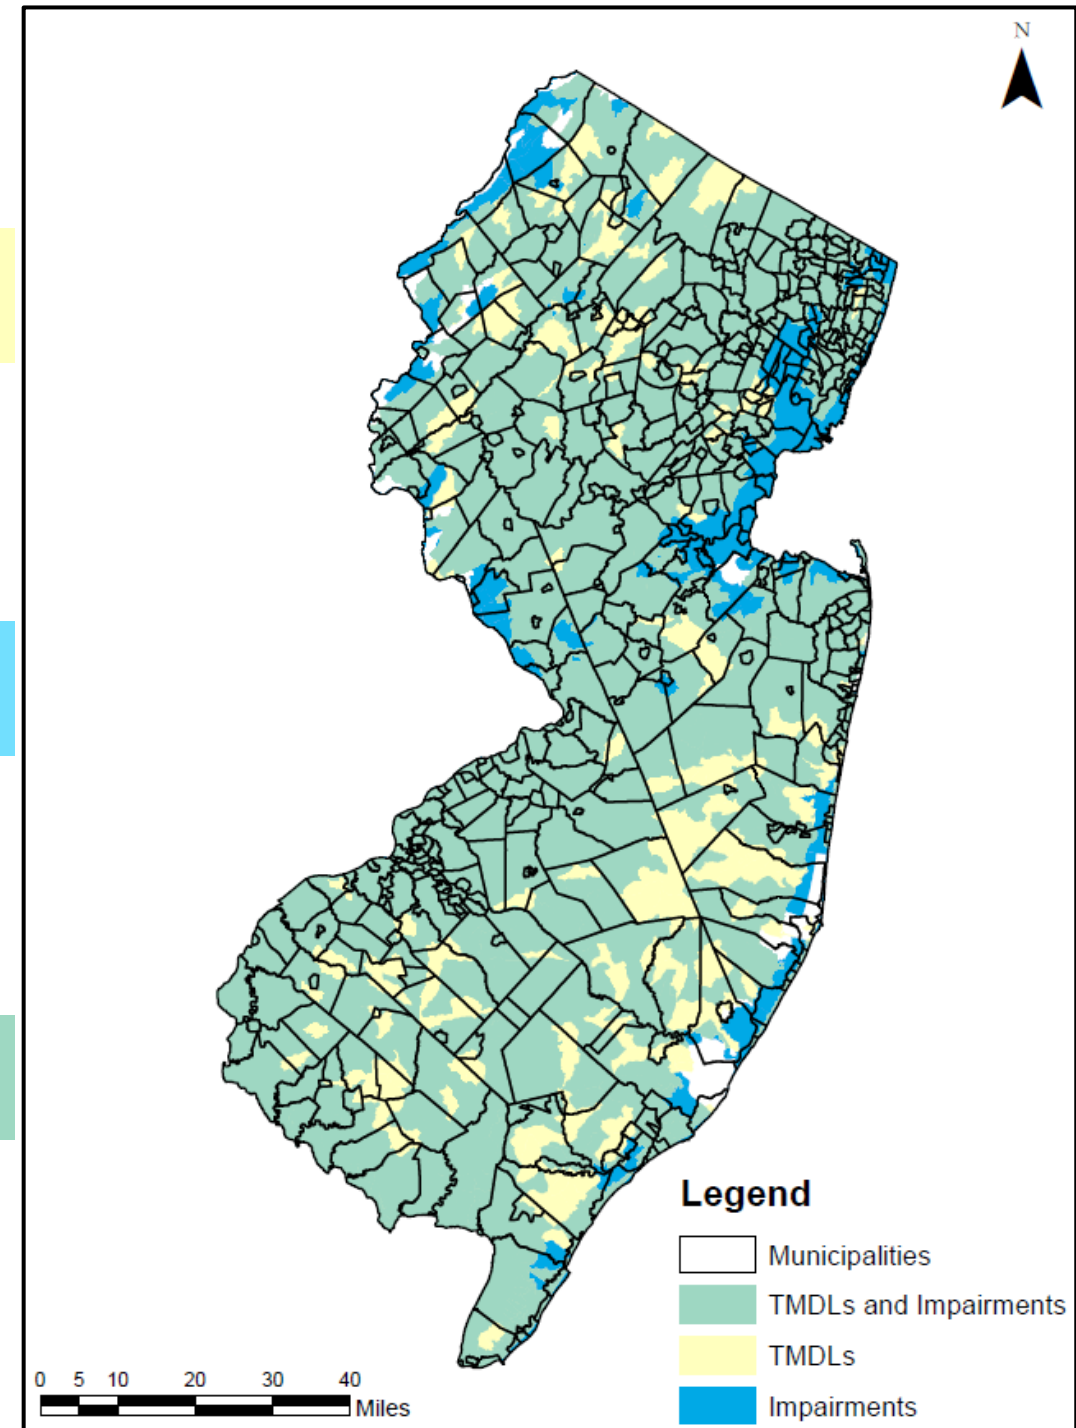 N
Legend
Municipalities
TMDLs and Impairments
TMDLs
Impairments
0 5 10 20 30 40
Miles